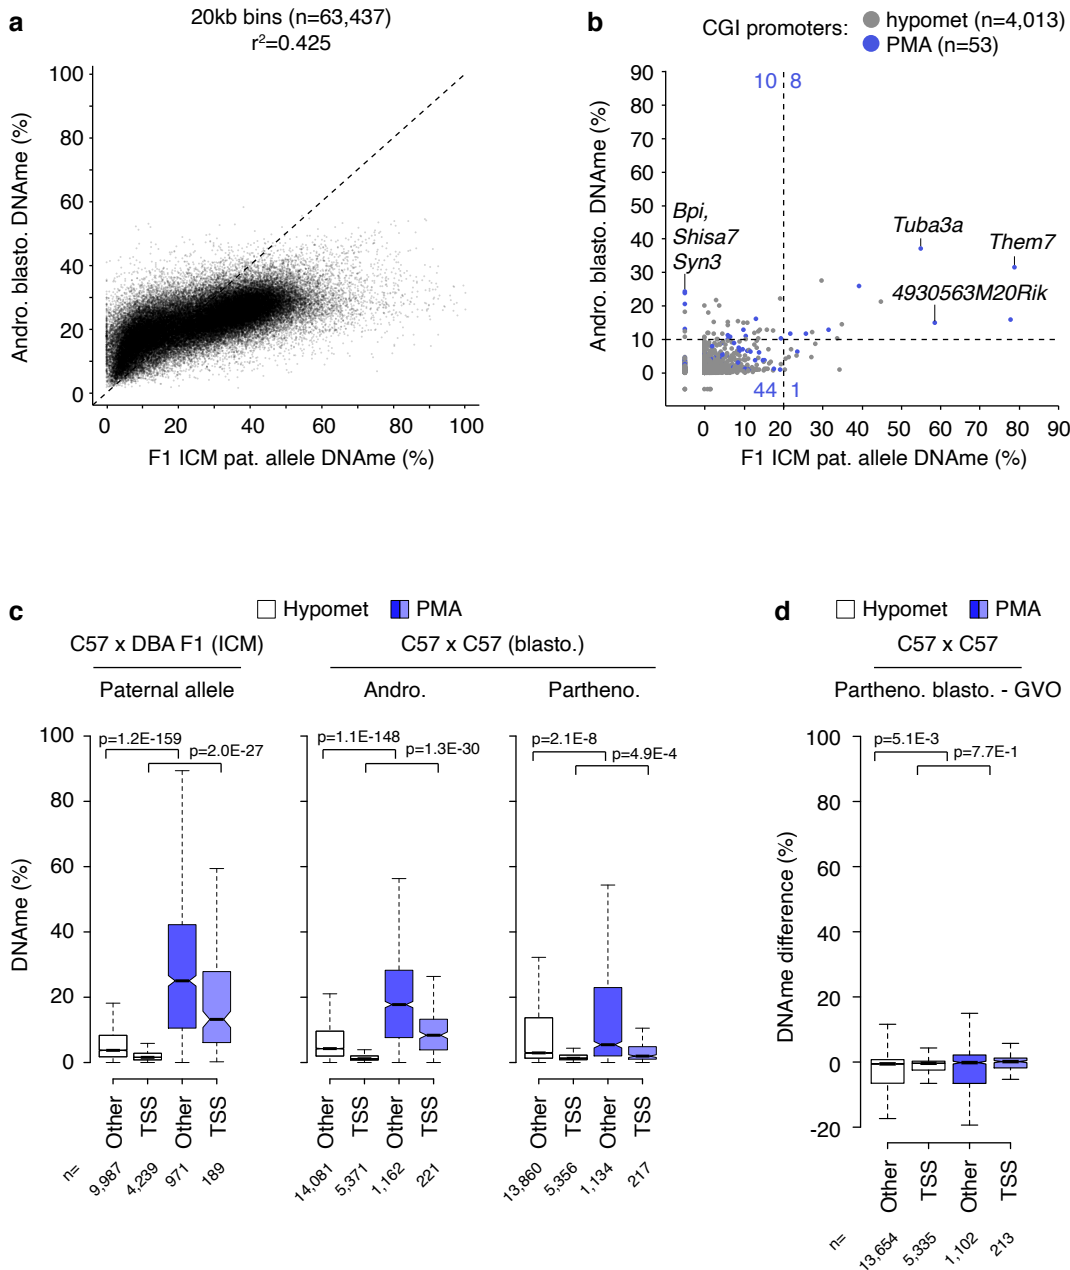 a
20kb bins (n=63,437)
r²=0.425
100
80
60
40
20
0
Andro. blasto. DNAme (%)
0
20
40
60
80
100
F1 ICM pat. allele DNAme (%)
b
CGI promoters:
hypomet (n=4,013)
PMA (n=53)
90
80
70
60
50
40
30
20
10
0
Andro. blasto. DNAme (%)
10 8
Bpi,
Shisa7
Syn3
Tuba3a
Them7
4930563M20Rik
44 1
0
10
20
30
40
50
60
70
80
90
F1 ICM pat. allele DNAme (%)
c
Hypomet
PMA
C57 x DBA F1 (ICM)
C57 x C57 (blasto.)
Paternal allele
Andro.
Partheno.
DNAme (%)
100
80
60
40
20
0
p=1.2E-159
p=2.0E-27
p=1.1E-148
p=1.3E-30
p=2.1E-8
p=4.9E-4
Other
TSS
Other
TSS
Other
TSS
Other
TSS
Other
TSS
Other
TSS
n=
9,987
4,239
971
189
14,081
5,371
1,162
221
13,860
5,356
1,134
217
d
Hypomet
PMA
C57 x C57
Partheno. blasto. - GVO
DNAme difference (%)
100
80
60
40
20
0
-20
p=5.1E-3
p=7.7E-1
Other
TSS
Other
TSS
n=
13,654
5,335
1,102
213